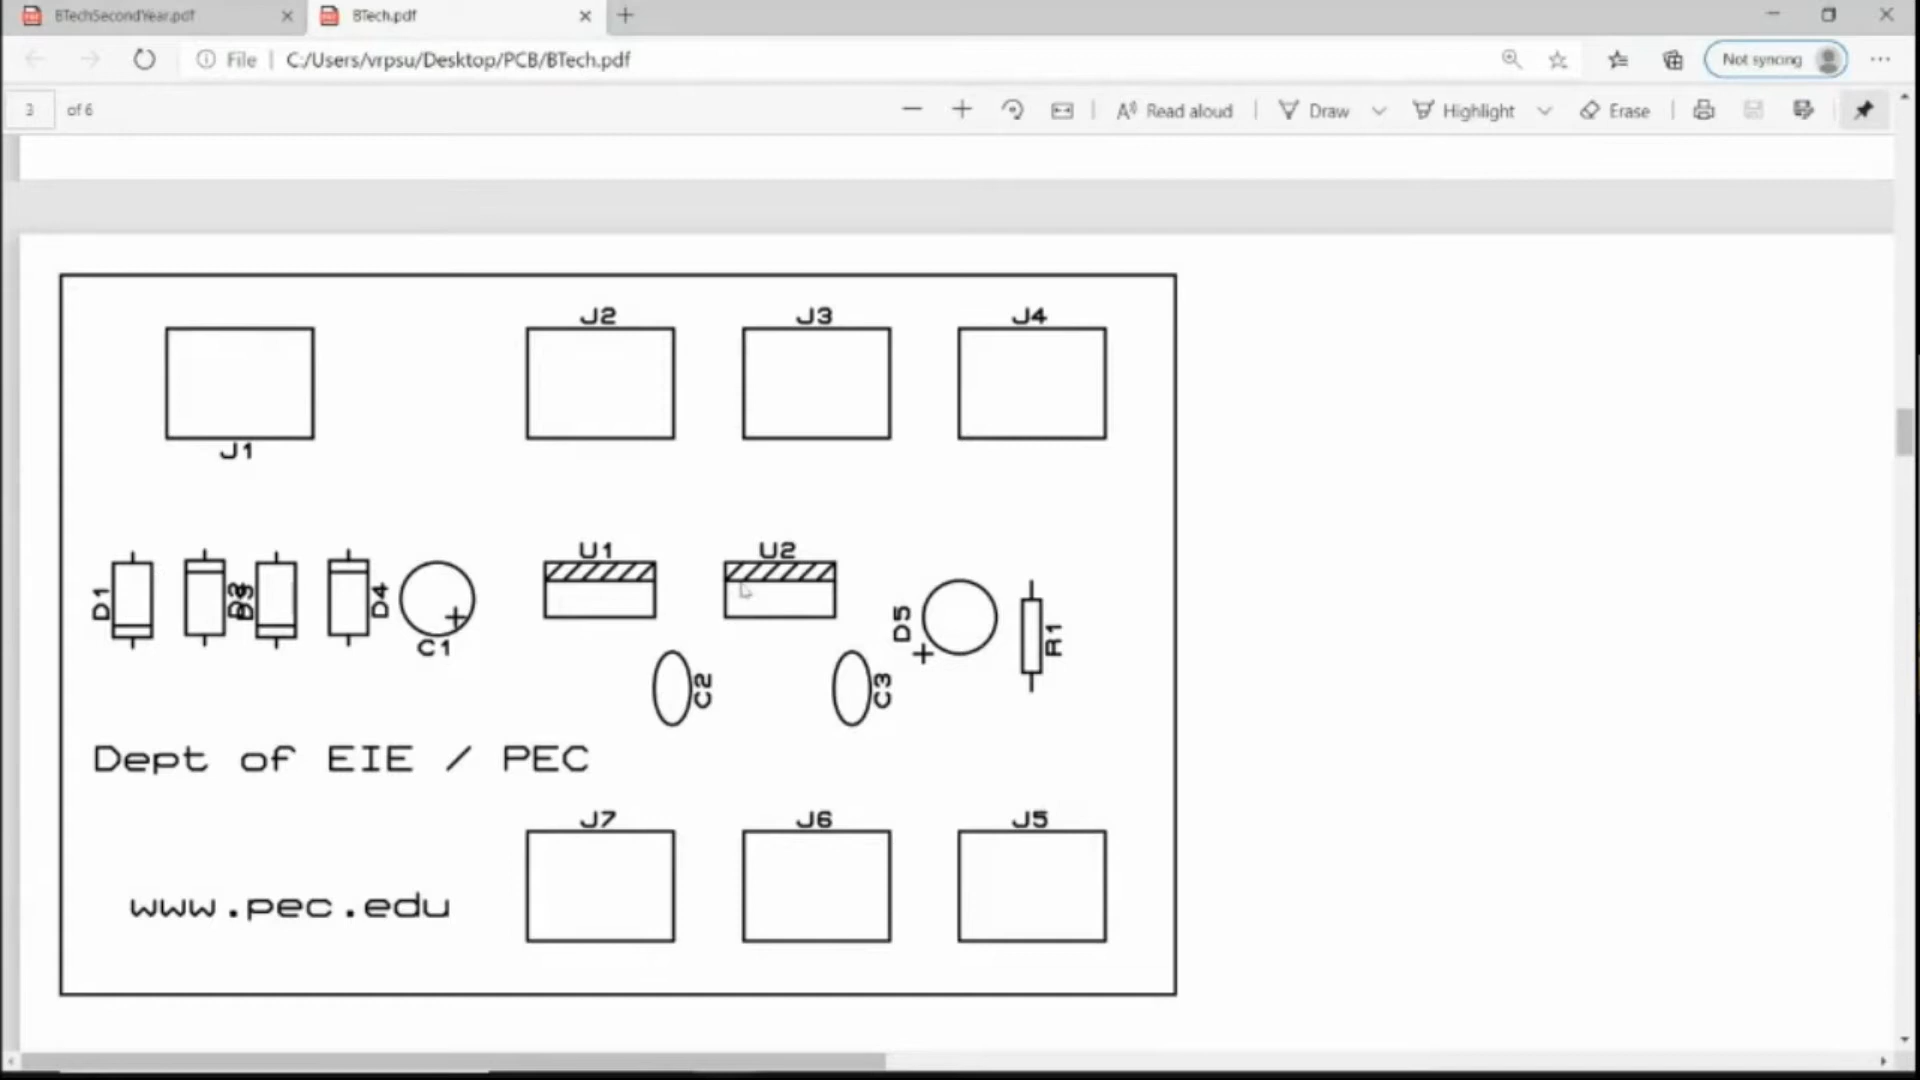 BTechSecondYear.pdf
BTech.pdf
File
C:/Users/vrpsu/Desktop/PCB/BTech.pdf
Not syncing
3 of 6
Read aloud
Draw
Highlight
Erase
J2 J3 J4
J1
U1 U2
D1 D3 D4 C1
D5 R1
C2 C3
Dept of EIE / PEC
J7 J6 J5
www.pec.edu